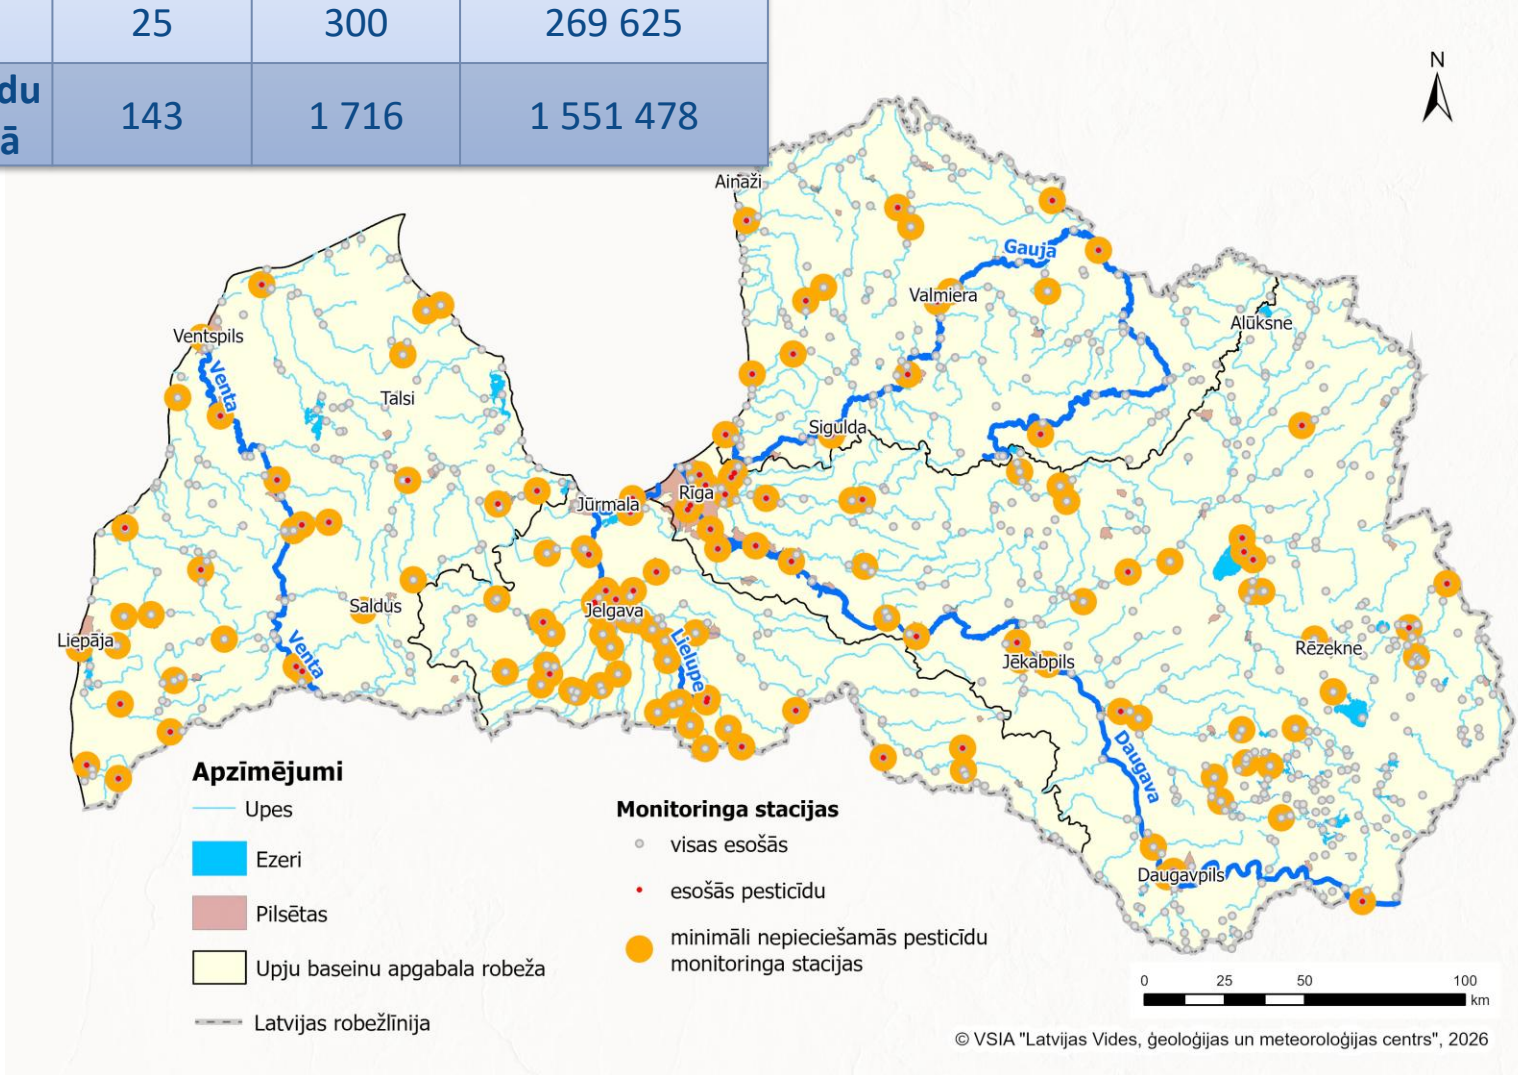 25 300 269 625
du
ā
143 1 716 1 551 478
N
Ainaži
Gauja
Valmiera
Alūksne
Ventspils
Venta
Talsi
Sigulda
Rīga
Jūrmala
Saldus
Jelgava
Liepāja
Venta
Lielupe
Jēkabpils
Rēzekne
Daugava
Daugavpils
Apzīmējumi
Upes
Ezeri
Pilsētas
Upju baseinu apgabala robeža
Latvijas robežlīnija
Monitoringa stacijas
visas esošās
esošās pesticīdu
minimāli nepieciešamās pesticīdu
monitoringa stacijas
0 25 50 100
km
© VSIA "Latvijas Vides, ģeoloģijas un meteoroloģijas centrs", 2026